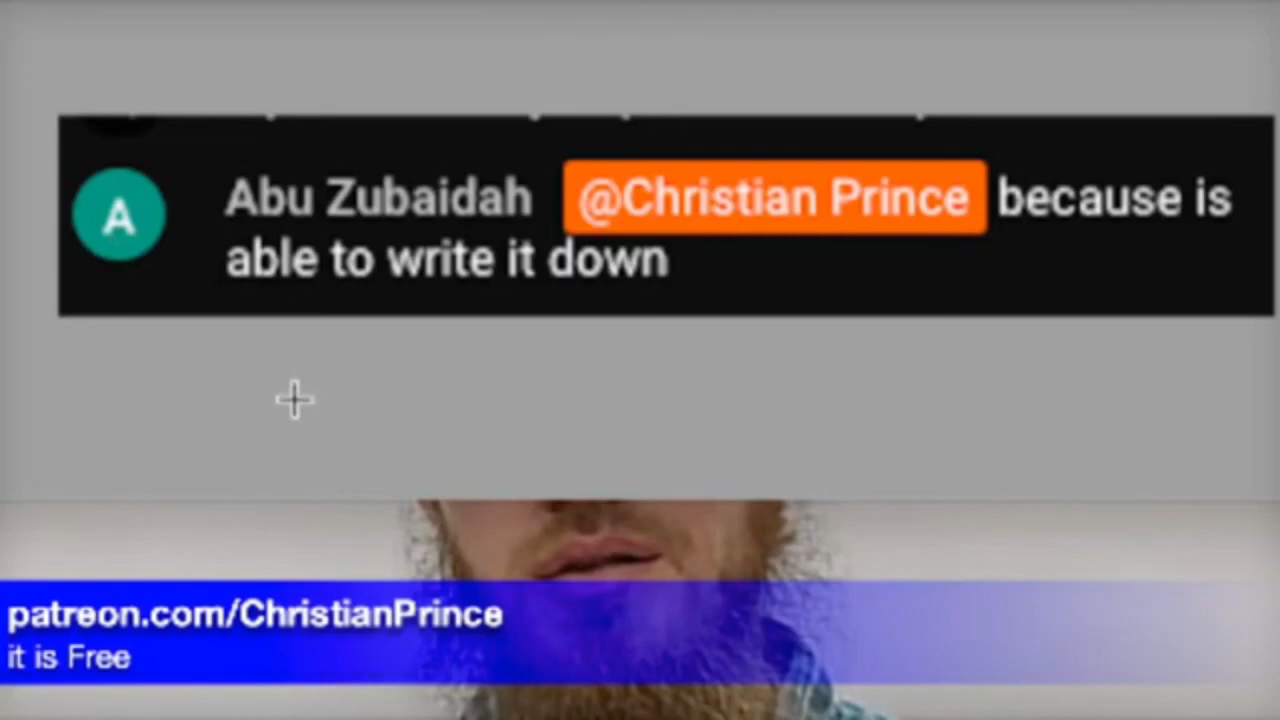 A
Abu Zubaidah @Christian Prince because is
able to write it down
patreon.com/ChristianPrince
it is Free